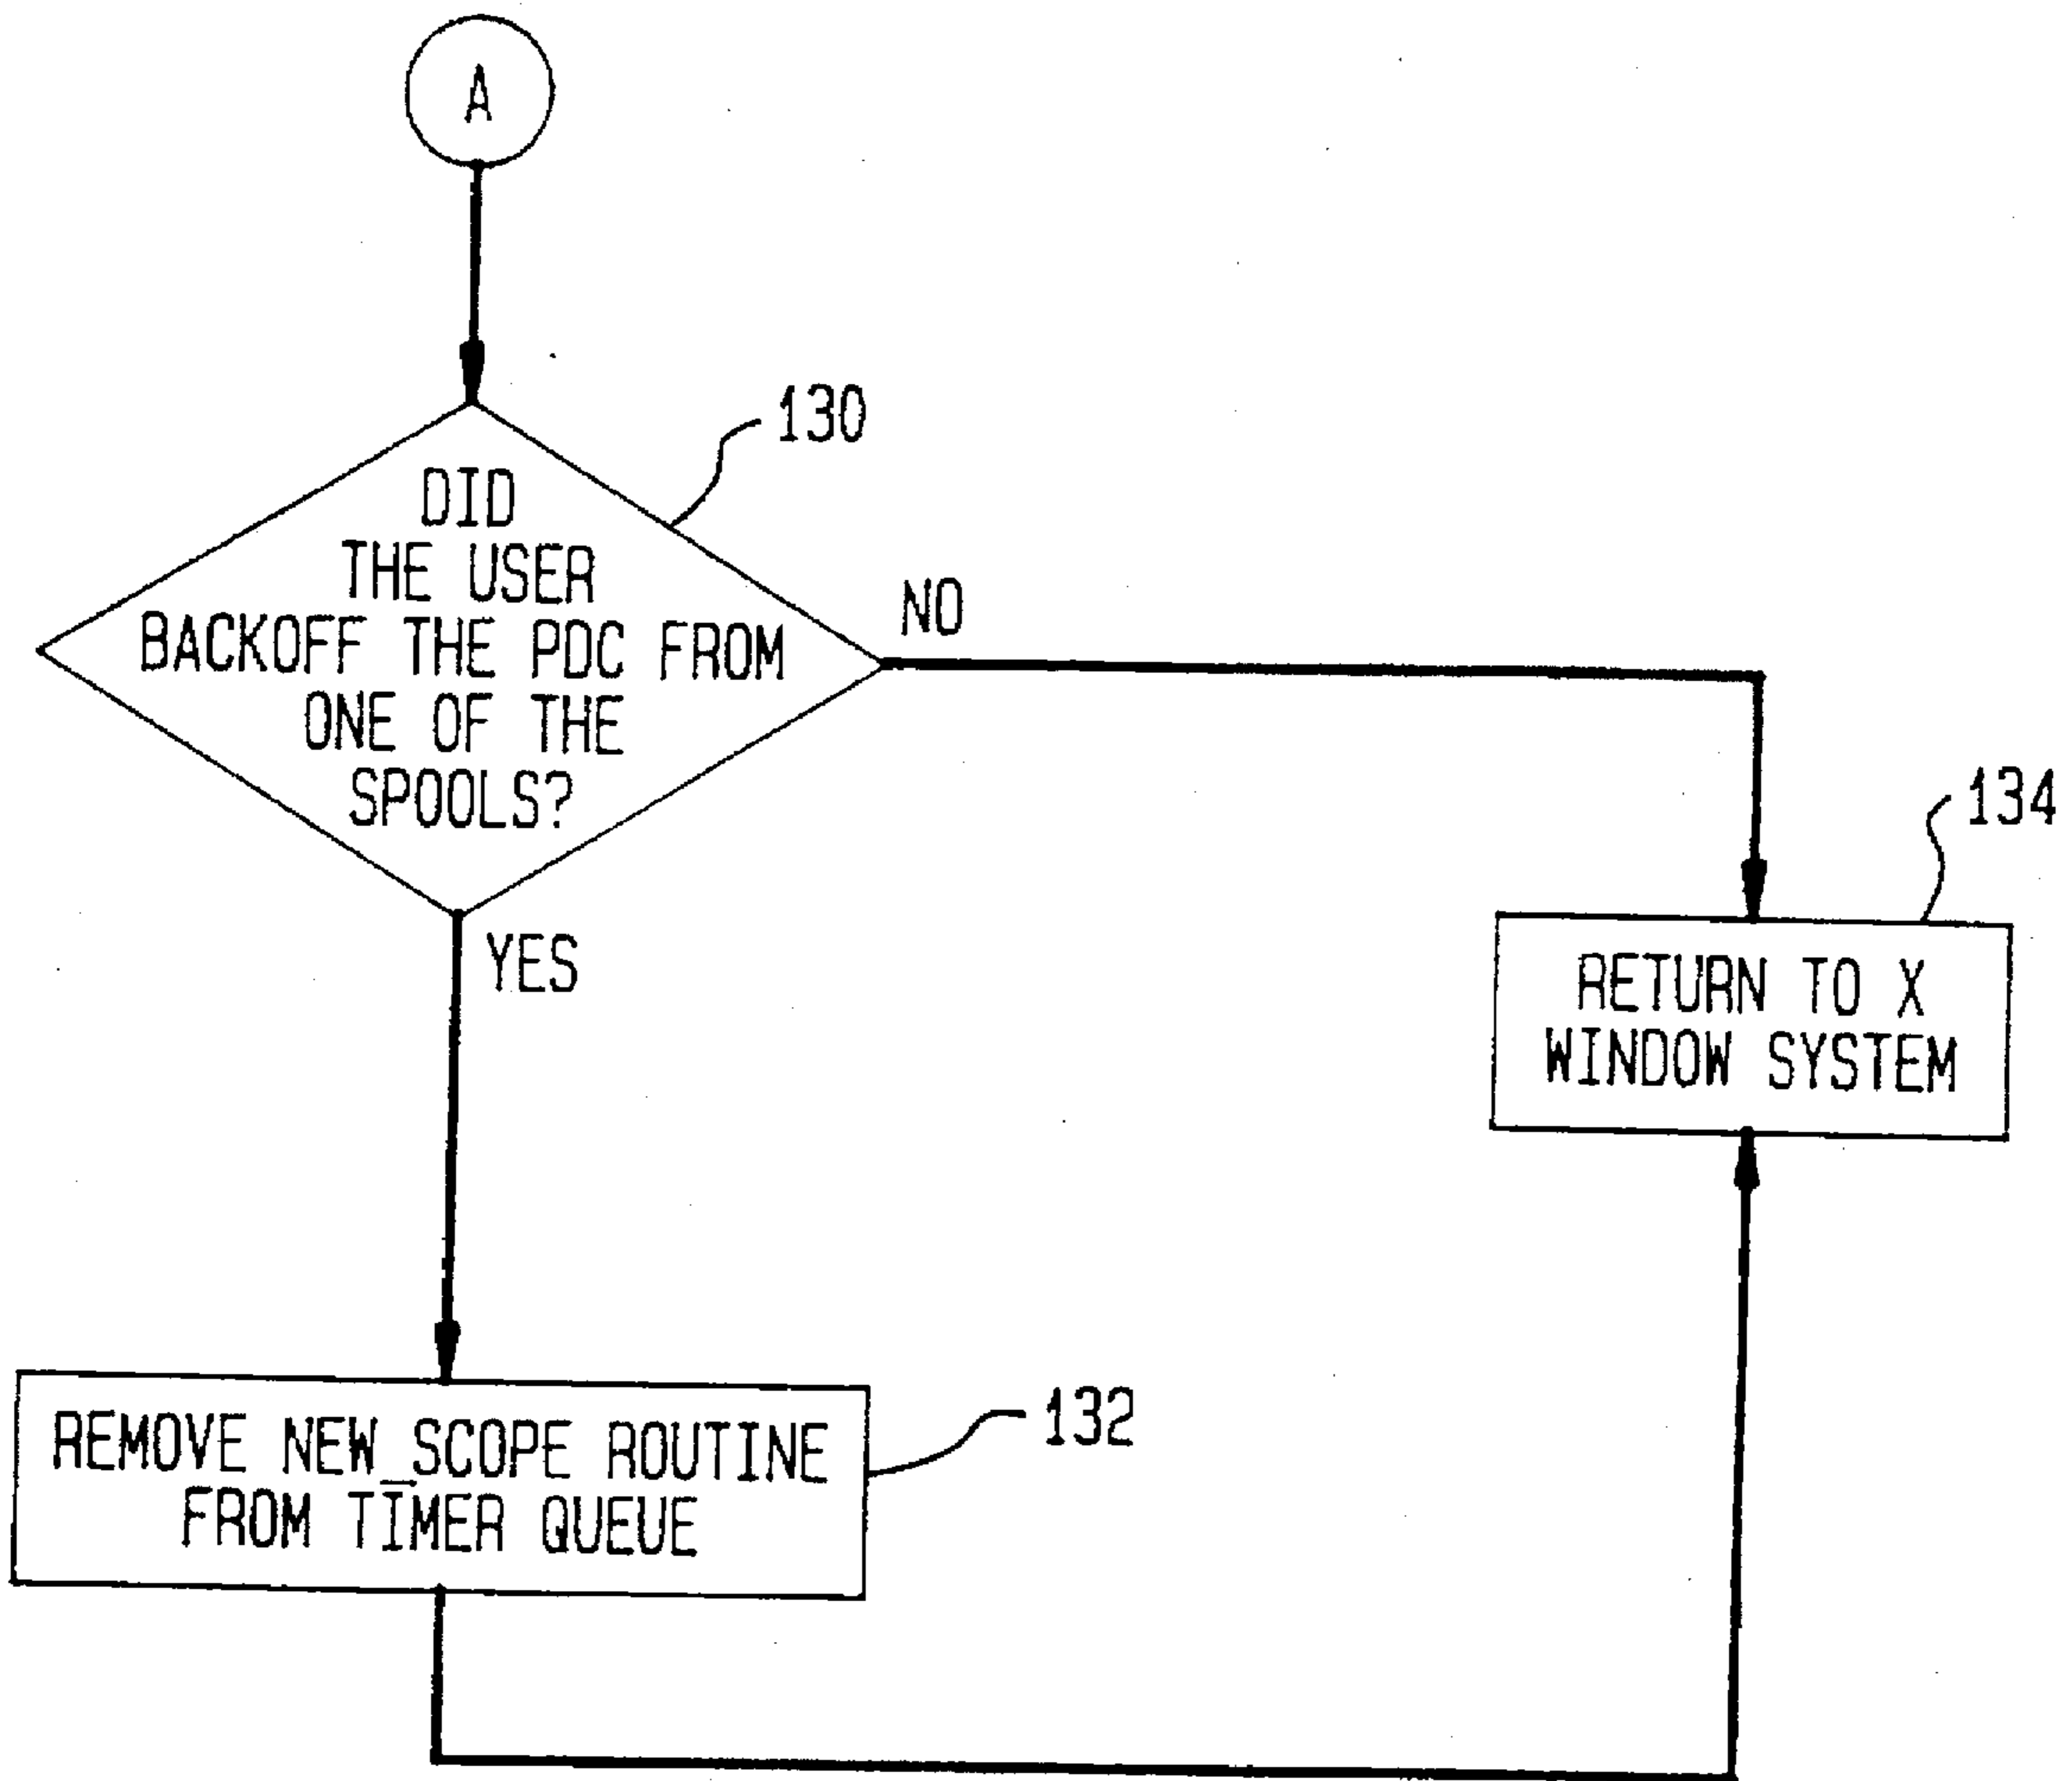 A
130
DID
THE USER
BACKOFF THE PDC FROM
ONE OF THE
SPOOLS?
NO
YES
134
RETURN TO X
WINDOW SYSTEM
132
REMOVE NEW_SCOPE ROUTINE
FROM TIMER QUEUE